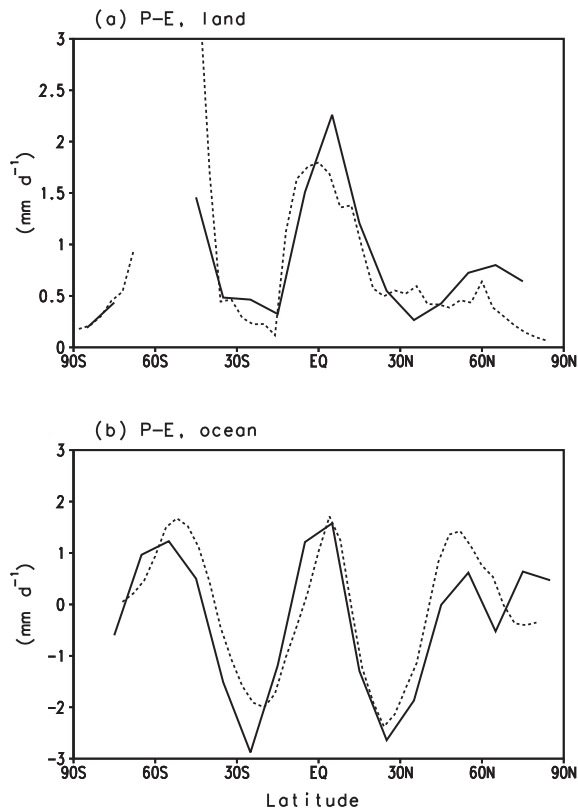 (a) P-E, land
3
2.5
2
1.5
1
0.5
0
(mm d⁻¹)
90S 60S 30S EQ 30N 60N 90N
(b) P-E, ocean
3
2
1
0
-1
-2
-3
(mm d⁻¹)
90S 60S 30S EQ 30N 60N 90N
Latitude